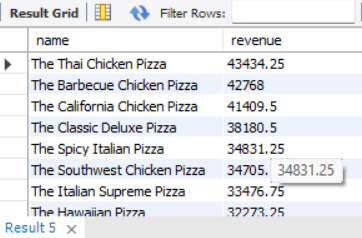 Result Grid Filter Rows:
name revenue
The Thai Chicken Pizza 43434.25
The Barbecue Chicken Pizza 42768
The California Chicken Pizza 41409.5
The Classic Deluxe Pizza 38180.5
The Spicy Italian Pizza 34831.25
The Southwest Chicken Pizza 34705. 34831.25
The Italian Supreme Pizza 33476.75
The Hawaiian Pizza 32273.25
Result 5 ×